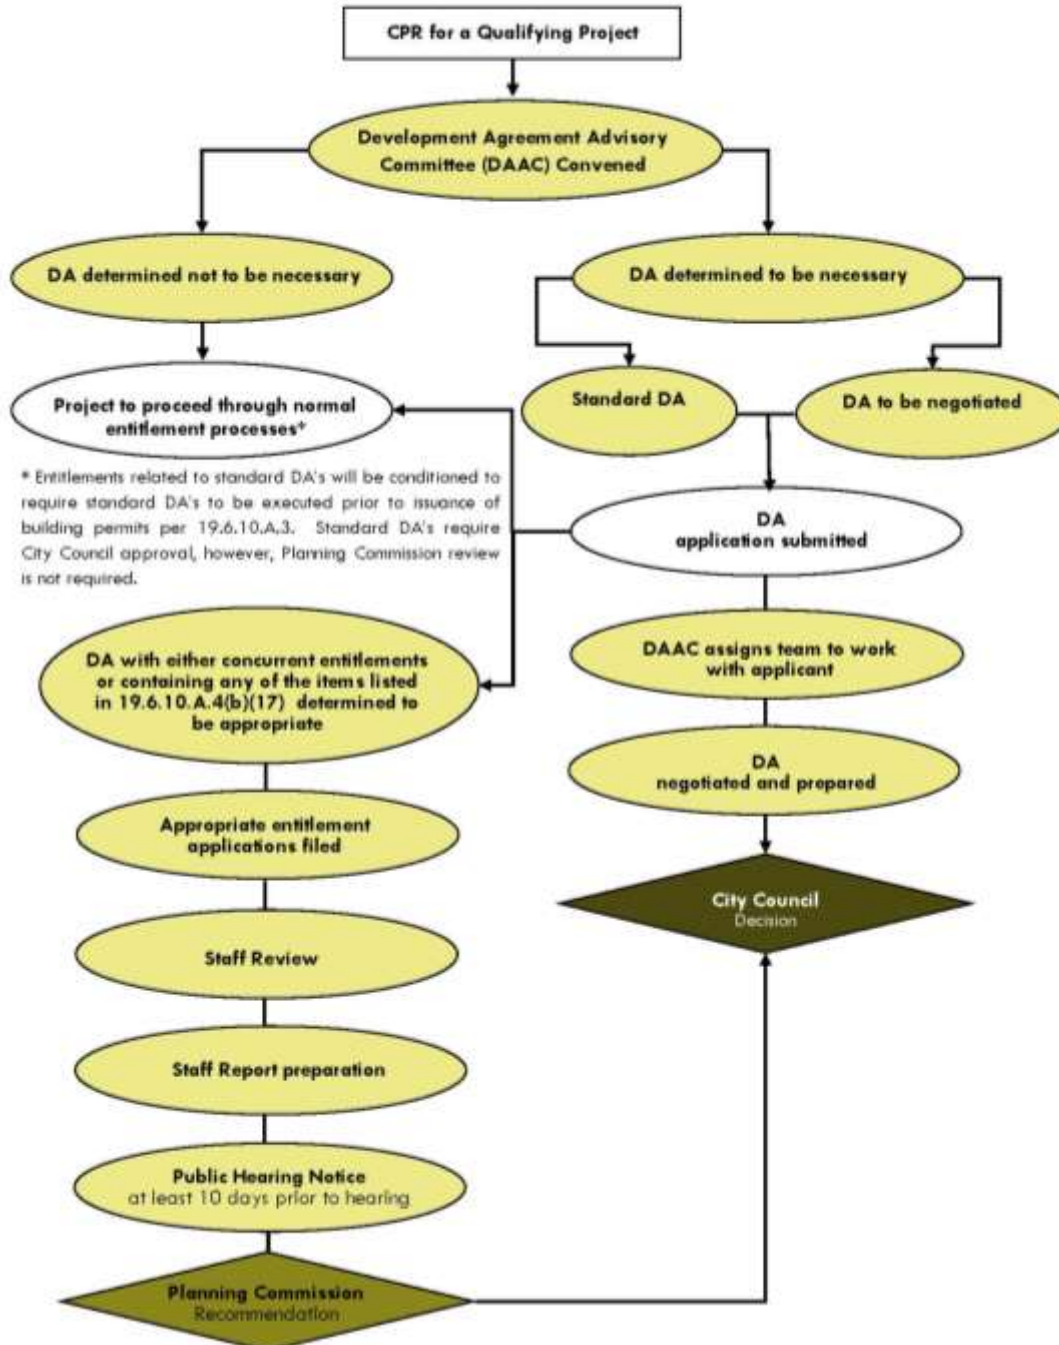 CPR for a Qualifying Project
Development Agreement Advisory
Committee (DAAC) Convened
DA determined not to be necessary
DA determined to be necessary
Project to proceed through normal
entitlement processes*
Standard DA
DA to be negotiated
* Entitlements related to standard DA's will be conditioned to
require standard DA's to be executed prior to issuance of
building permits per 19.6.10.A.3. Standard DA's require
City Council approval, however, Planning Commission review
is not required.
DA
application submitted
DAAC assigns team to work
with applicant
DA with either concurrent entitlements
or containing any of the items listed
in 19.6.10.A.4(b)(17) determined to
be appropriate
DA
negotiated and prepared
Appropriate entitlement
applications filed
City Council
Decision
Staff Review
Staff Report preparation
Public Hearing Notice
at least 10 days prior to hearing
Planning Commission
Recommendation